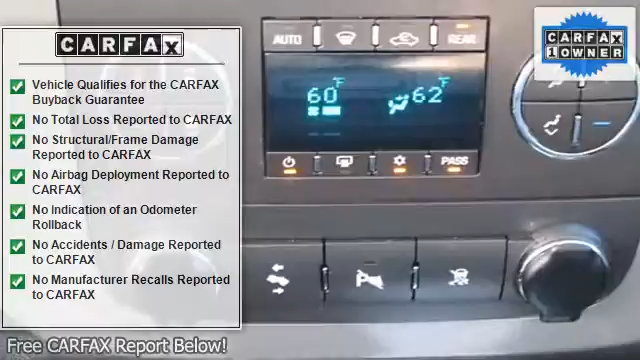 CARFAX
Vehicle Qualifies for the CARFAX
Buyback Guarantee
No Total Loss Reported to CARFAX
No Structural/Frame Damage
Reported to CARFAX
No Airbag Deployment Reported to
CARFAX
No Indication of an Odometer
Rollback
No Accidents / Damage Reported
to CARFAX
No Manufacturer Recalls Reported
to CARFAX
Free CARFAX Report Below!
AUTO
REAR
60°F
62°F
PASS
CARFAX
1 OWNER